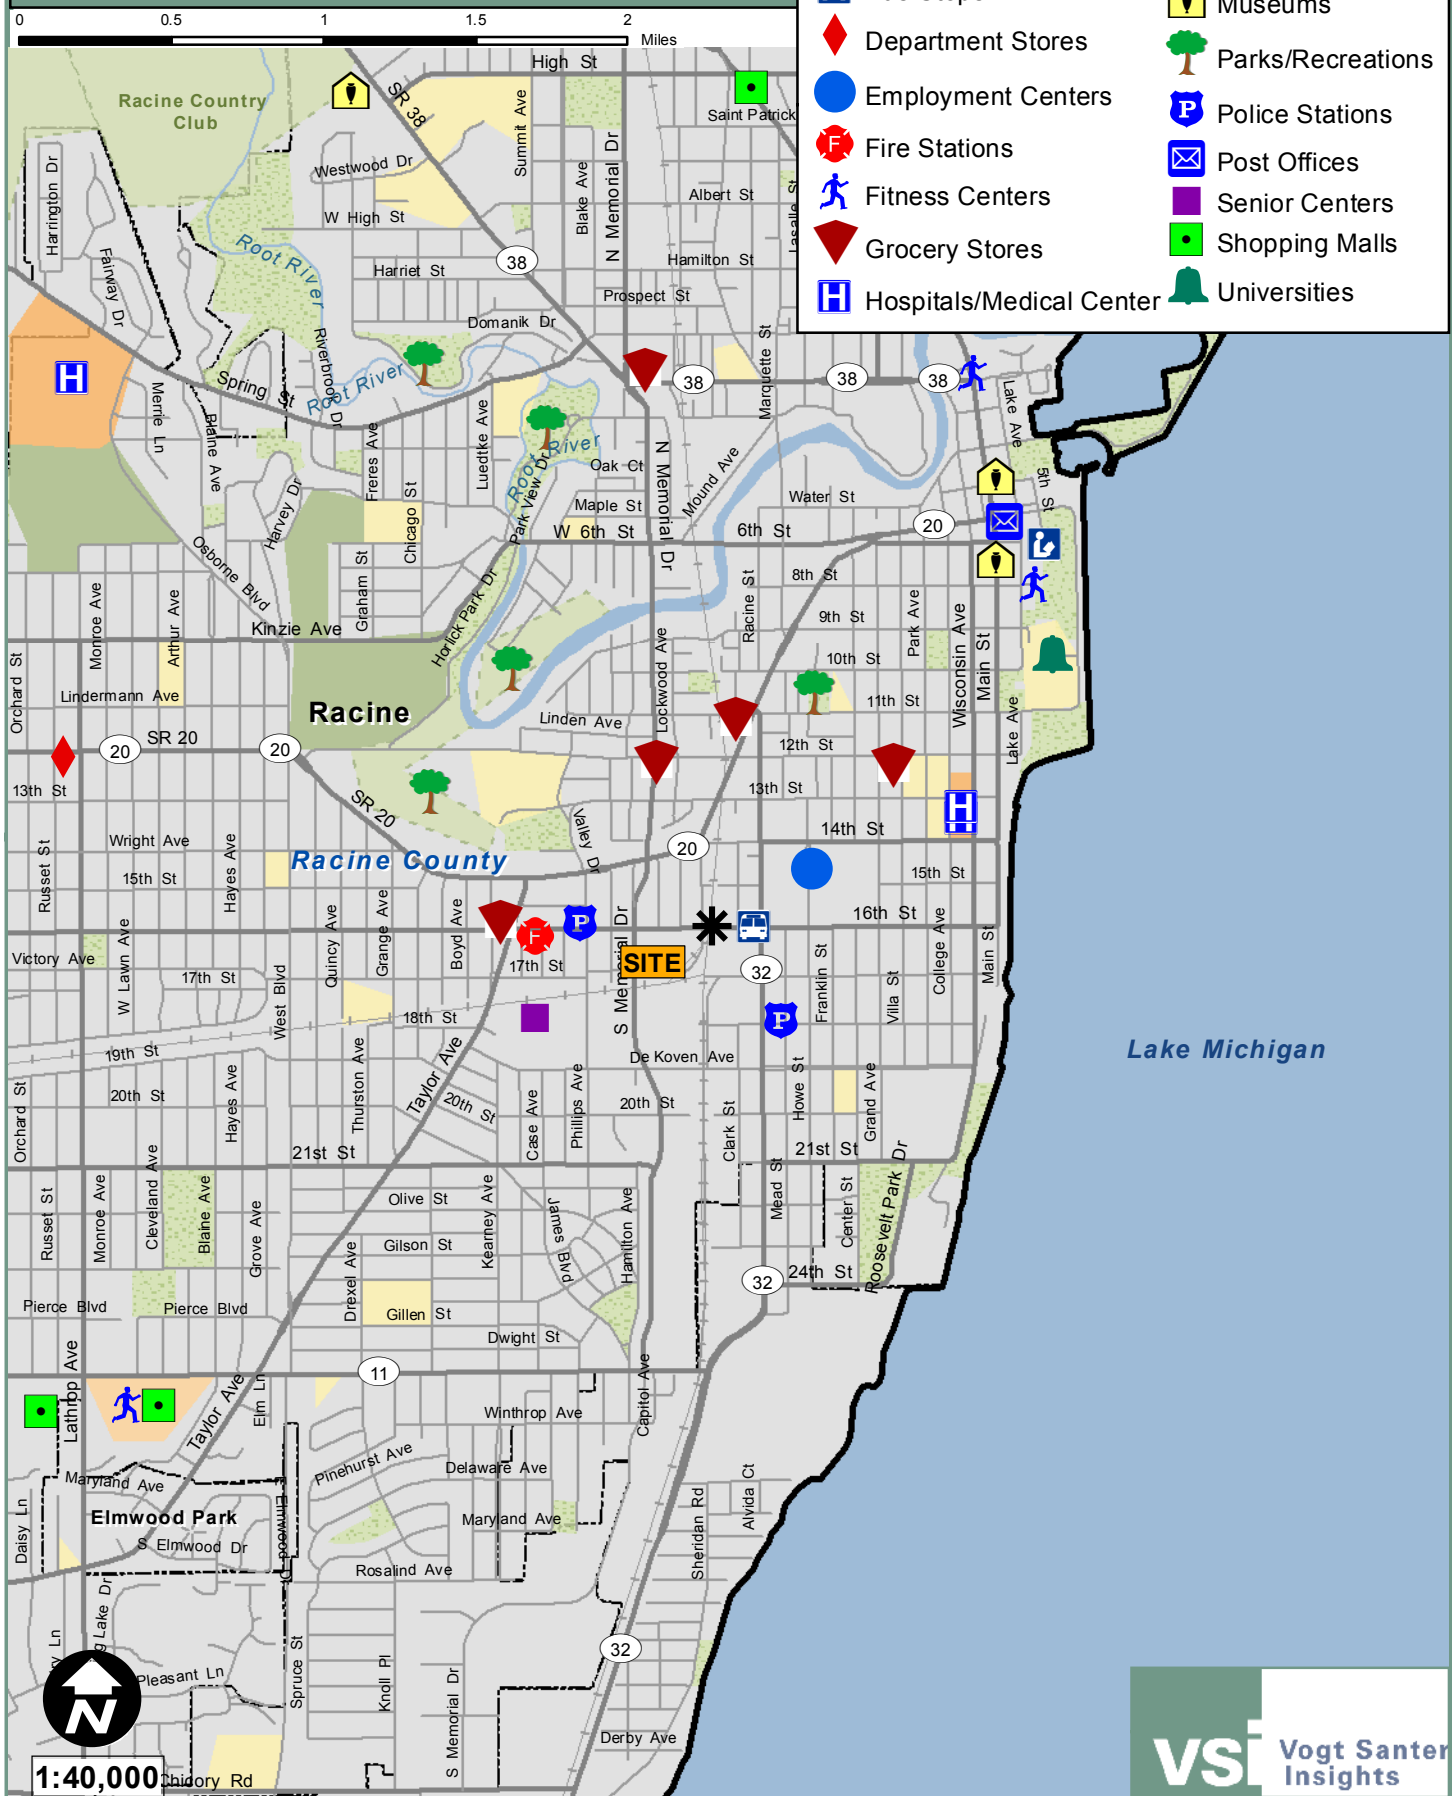 0 0.5 1 1.5 2
Miles
Museums
Department Stores
Parks/Recreations
Employment Centers
Police Stations
Fire Stations
Post Offices
Fitness Centers
Senior Centers
Grocery Stores
Shopping Malls
Hospitals/Medical Center
Universities
High St
SR 38
Racine Country
Club
Summit Ave
Saint Patrick
Westwood Dr
Blake Ave
N Memorial Dr
Albert St
Lasalle St
Harrington Dr
W High St
Root River
Hamilton St
38
Harriet St
Fairway Dr
Prospect St
Domanik Dr
Riverbrook Dr
Marquette St
H
Spring St
Root River
38
38
38
Lake Ave
Merrie Ln
Blaine Ave
Freres Ave
Luedtke Ave
Root River
Oak Ct
N Memorial Dr
Mound Ave
5th St
Harvey Dr
Chicago St
Park View Dr
Maple St
Water St
W 6th St
6th St
20
Osborne Blvd
Graham St
Horlick Park Dr
8th St
Monroe Ave
Arthur Ave
Racine St
9th St
Park Ave
Wisconsin Ave
Main St
Kinzie Ave
Orchard St
Lockwood Ave
10th St
Lindermann Ave
11th St
Racine
Linden Ave
Lake Ave
20
SR 20
20
12th St
13th St
13th St
SR 20
Valley Dr
H
14th St
Wright Ave
20
Racine County
Russet St
Hayes Ave
15th St
15th St
16th St
Quincy Ave
Grange Ave
Boyd Ave
F
P
S Memorial Dr
College Ave
Main St
W Lawn Ave
Victory Ave
17th St
SITE
32
17th St
West Blvd
Franklin St
Villa St
18th St
P
19th St
De Koven Ave
Lake Michigan
Taylor Ave
Thurston Ave
Orchard St
20th St
Hayes Ave
20th St
Case Ave
Phillips Ave
20th St
Clark St
Howe St
Grand Ave
21st St
21st St
Cleveland Ave
Russet St
Monroe Ave
Blaine Ave
Grove Ave
Olive St
Kearney Ave
James Blvd
Hamilton Ave
Mead St
Center St
Roosevelt Park Dr
Gilson St
Drexel Ave
24th St
32
Pierce Blvd
Pierce Blvd
Gillen St
Dwight St
Lathrop Ave
11
Taylor Ave
Elm Ln
Capitol Ave
Winthrop Ave
Pinehurst Ave
Delaware Ave
Maryland Ave
Alvida Ct
Sheridan Rd
Elmwood Park
Maryland Ave
Elmwood Dr
Daisy Ln
S Elmwood Dr
Rosalind Ave
g Lake Dr
ry Ln
32
Pleasant Ln
Spruce St
Knoll Pl
S Memorial Dr
N
Derby Ave
1:40,000
Chicory Rd
vsi
Vogt Santer
Insights